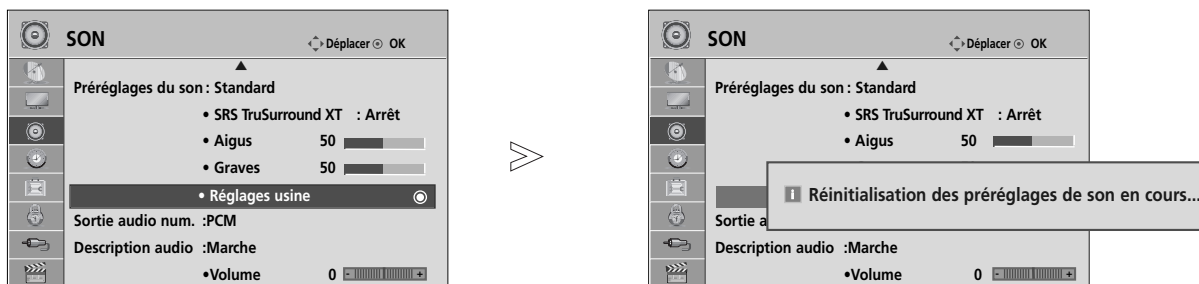 SON
Déplacer OK
Préréglages du son : Standard
• SRS TruSurround XT : Arrêt
• Aigus 50
• Graves 50
• Réglages usine
Sortie audio num. :PCM
Description audio :Marche
•Volume 0 - +
SON
Déplacer OK
Préréglages du son : Standard
• SRS TruSurround XT : Arrêt
• Aigus 50
i Réinitialisation des préréglages de son en cours...
Sortie a
Description audio :Marche
•Volume 0 - +